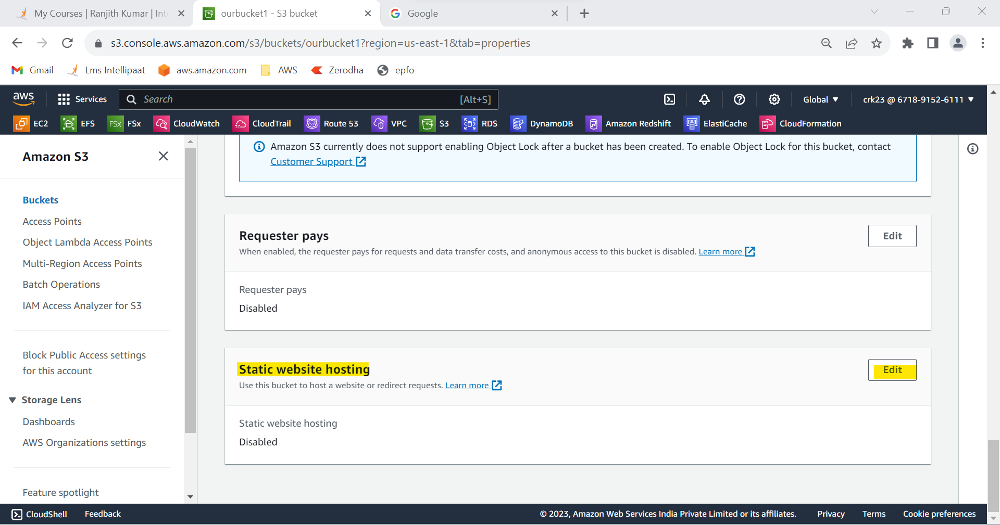 My Courses | Ranjith Kumar | Int
ourbucket1 - S3 bucket
Google
s3.console.aws.amazon.com/s3/buckets/ourbucket1?region=us-east-1&tab=properties
Gmail
Lms Intellipaat
aws.amazon.com
AWS
Zerodha
epfo
aws
Services
Search
[Alt+S]
Global
crk23 @ 6718-9152-6111
EC2
EFS
FSx
FSx
CloudWatch
CloudTrail
Route 53
VPC
S3
RDS
DynamoDB
Amazon Redshift
ElastiCache
CloudFormation
Amazon S3
Buckets
Access Points
Object Lambda Access Points
Multi-Region Access Points
Batch Operations
IAM Access Analyzer for S3
Block Public Access settings
for this account
Storage Lens
Dashboards
AWS Organizations settings
Feature spotlight
Amazon S3 currently does not support enabling Object Lock after a bucket has been created. To enable Object Lock for this bucket, contact
Customer Support
Requester pays
Edit
When enabled, the requester pays for requests and data transfer costs, and anonymous access to this bucket is disabled. Learn more
Requester pays
Disabled
Static website hosting
Edit
Use this bucket to host a website or redirect requests. Learn more
Static website hosting
Disabled
CloudShell
Feedback
© 2023, Amazon Web Services India Private Limited or its affiliates.
Privacy
Terms
Cookie preferences